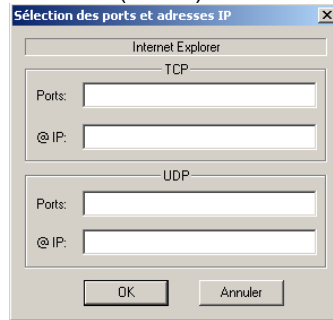 Sélection des ports et adresses IP
Internet Explorer
TCP
Ports:
@ IP:
UDP
Ports:
@ IP:
OK
Annuler